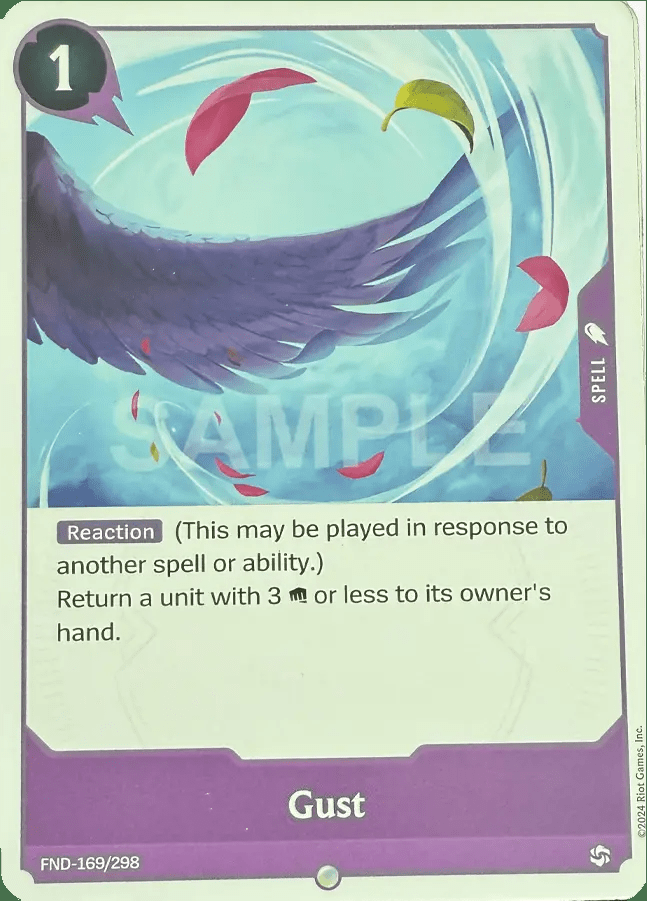 1
SPELL
SAMPLE
Reaction (This may be played in response to
another spell or ability.)
Return a unit with 3 or less to its owner's
hand.
Gust
FND-169/298
©2024 Riot Games, Inc.